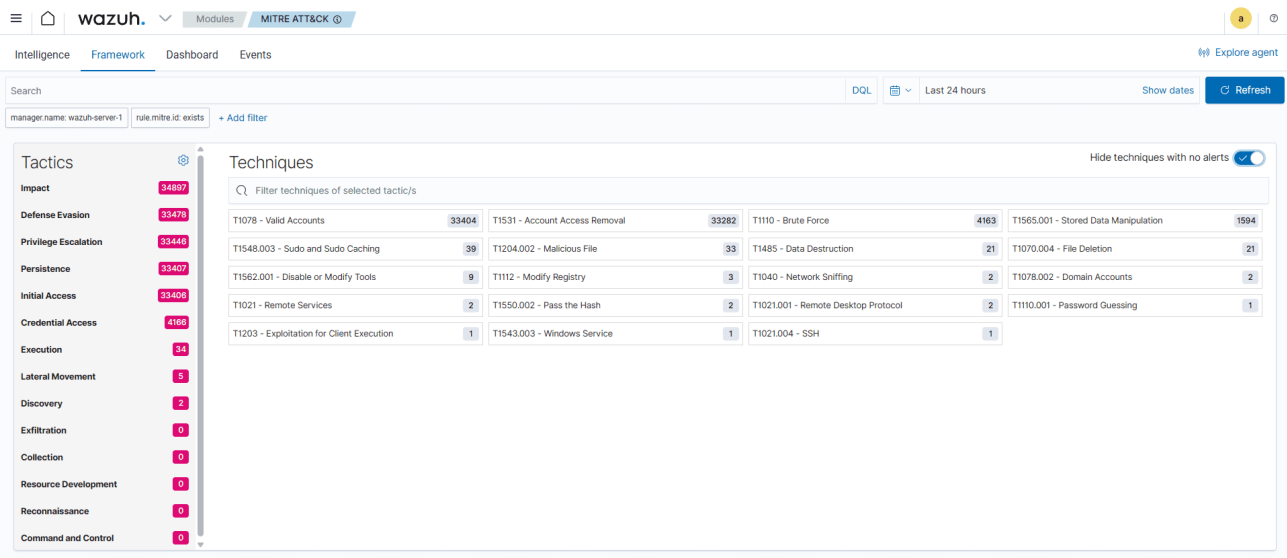 wazuh. Modules MITRE ATT&CK a
Intelligence Framework Dashboard Events Explore agent
Search DQL Last 24 hours Show dates Refresh
manager.name: wazuh-server-1 rule.mitre.id: exists + Add filter
Tactics
Impact 34897
Defense Evasion 33478
Privilege Escalation 33446
Persistence 33407
Initial Access 33406
Credential Access 4166
Execution 34
Lateral Movement 5
Discovery 2
Exfiltration 0
Collection 0
Resource Development 0
Reconnaissance 0
Command and Control 0
Techniques Hide techniques with no alerts
Filter techniques of selected tactic/s
T1078 - Valid Accounts 33404 T1531 - Account Access Removal 33282 T1110 - Brute Force 4163 T1565.001 - Stored Data Manipulation 1594
T1548.003 - Sudo and Sudo Caching 39 T1204.002 - Malicious File 33 T1485 - Data Destruction 21 T1070.004 - File Deletion 21
T1562.001 - Disable or Modify Tools 9 T1112 - Modify Registry 3 T1040 - Network Sniffing 2 T1078.002 - Domain Accounts 2
T1021 - Remote Services 2 T1550.002 - Pass the Hash 2 T1021.001 - Remote Desktop Protocol 2 T1110.001 - Password Guessing 1
T1203 - Exploitation for Client Execution 1 T1543.003 - Windows Service 1 T1021.004 - SSH 1